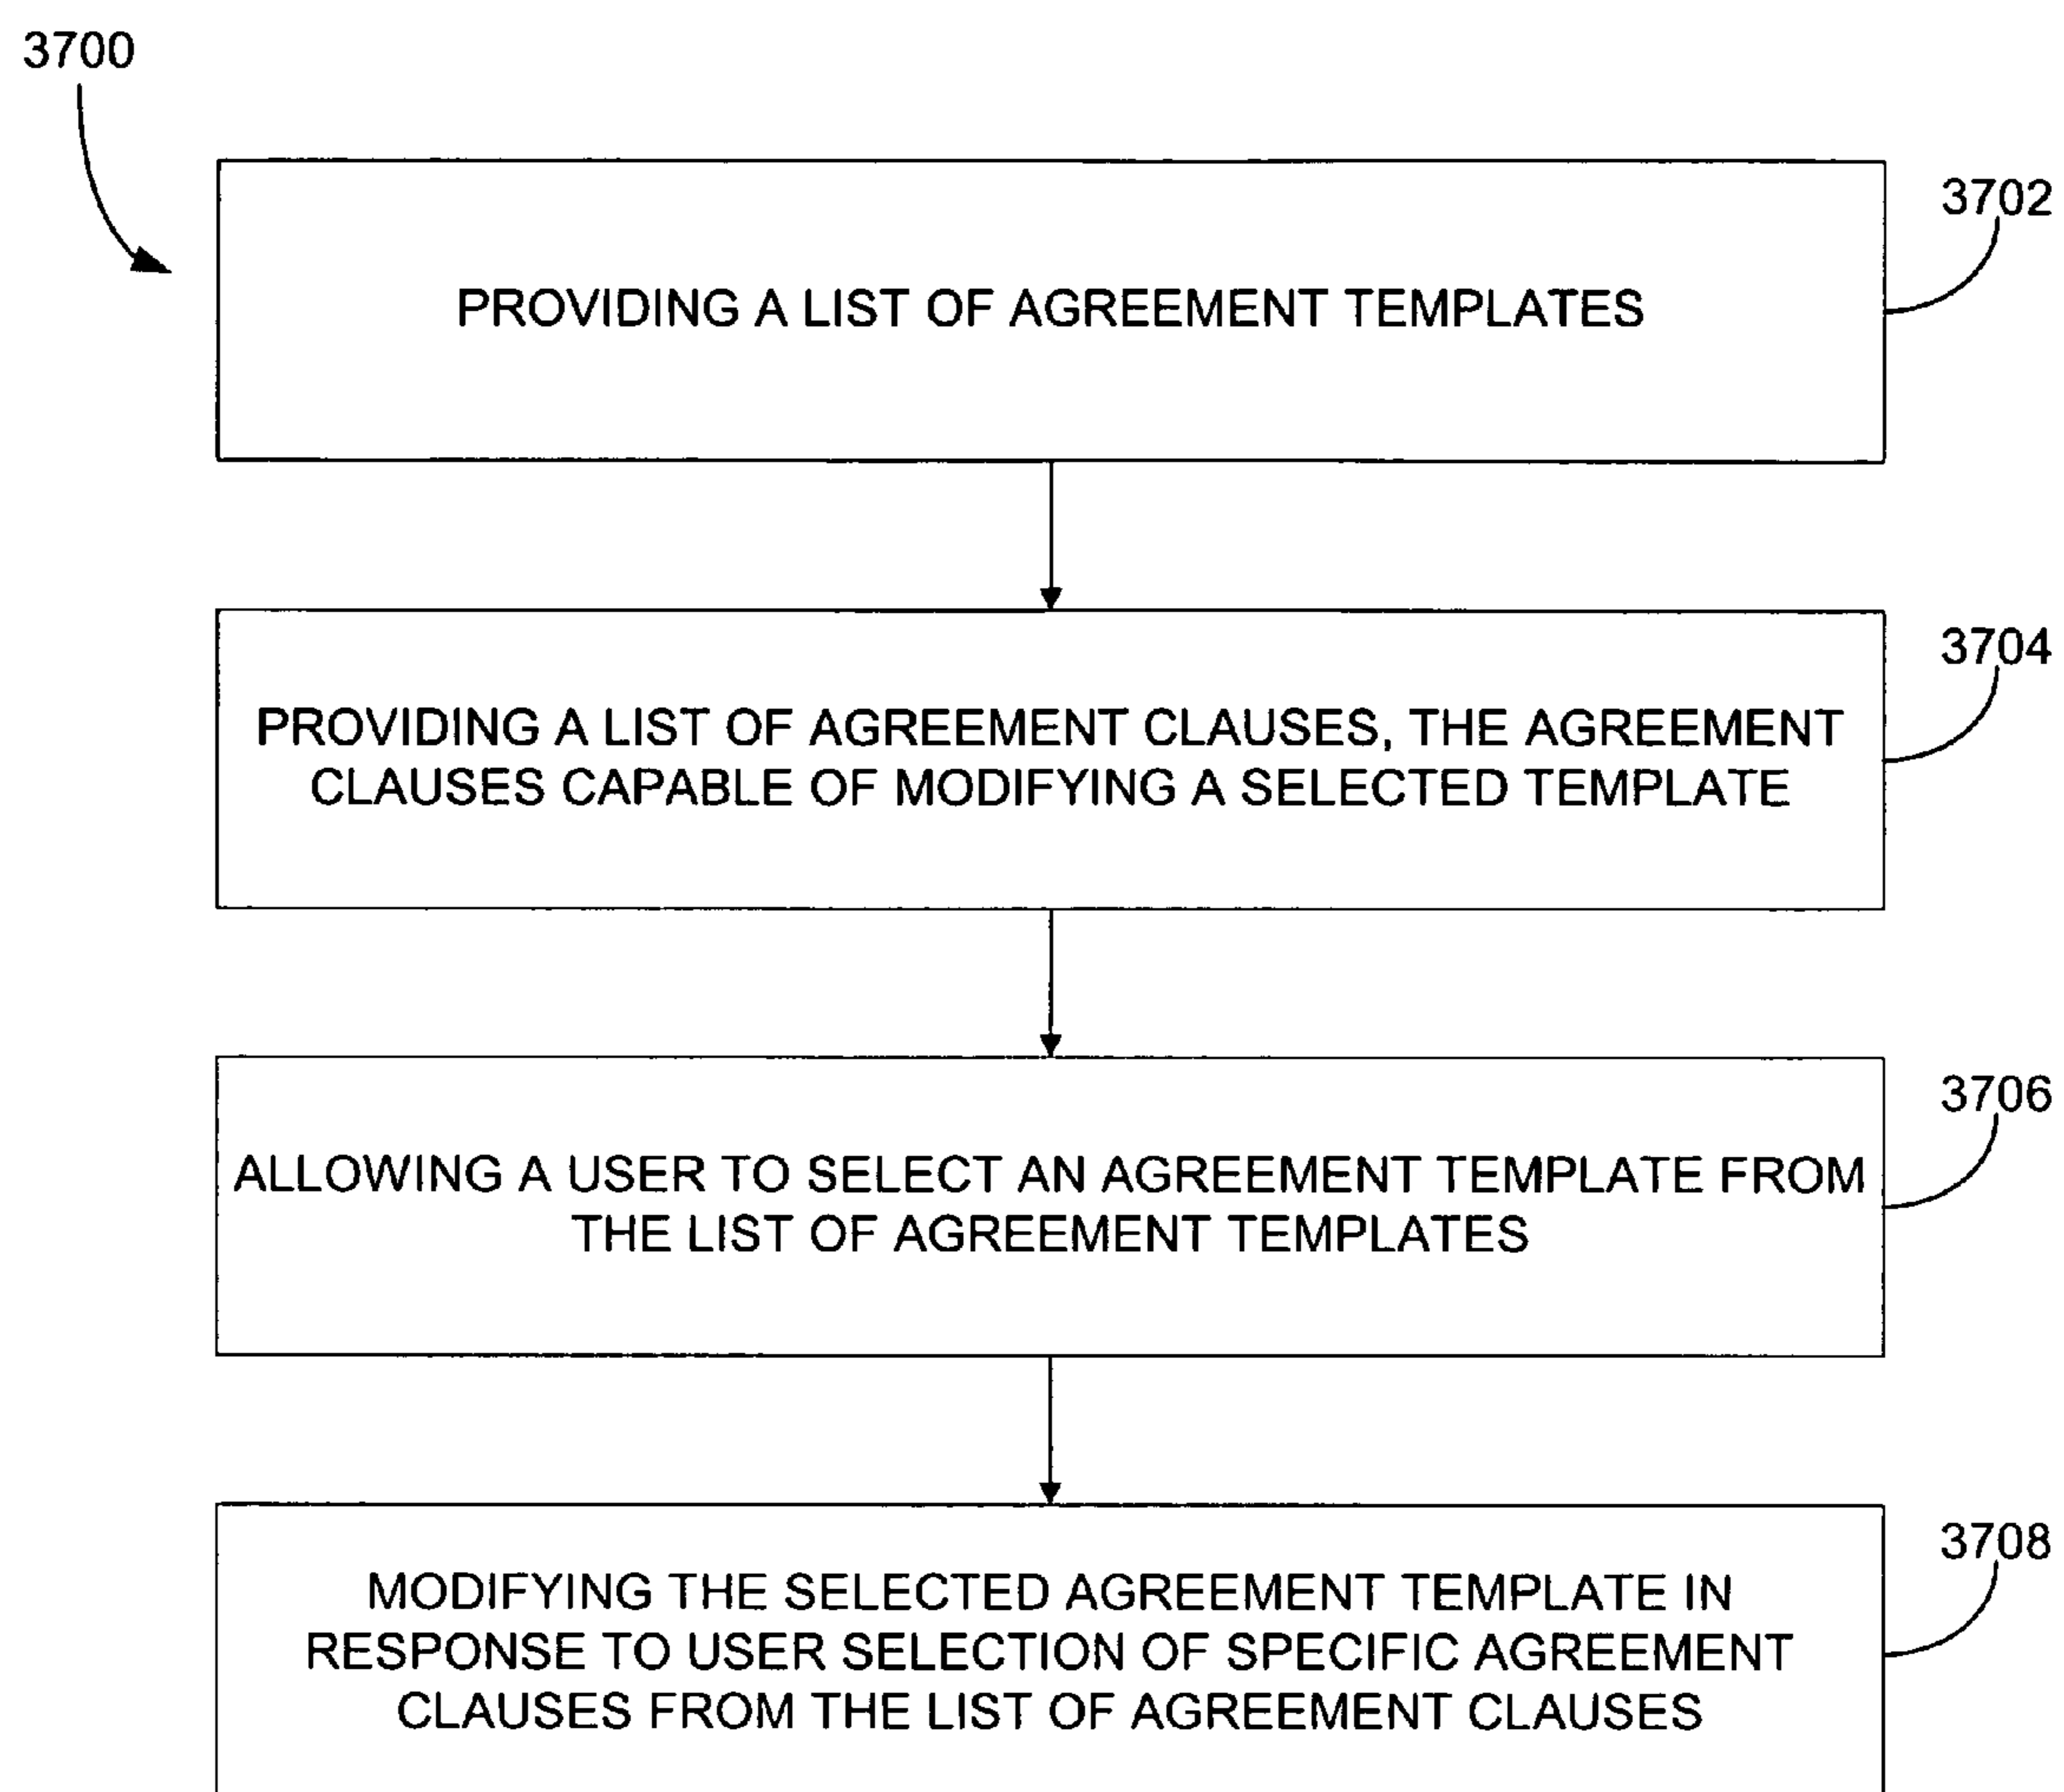 3700
3702
PROVIDING A LIST OF AGREEMENT TEMPLATES
3704
PROVIDING A LIST OF AGREEMENT CLAUSES, THE AGREEMENT
CLAUSES CAPABLE OF MODIFYING A SELECTED TEMPLATE
3706
ALLOWING A USER TO SELECT AN AGREEMENT TEMPLATE FROM
THE LIST OF AGREEMENT TEMPLATES
3708
MODIFYING THE SELECTED AGREEMENT TEMPLATE IN
RESPONSE TO USER SELECTION OF SPECIFIC AGREEMENT
CLAUSES FROM THE LIST OF AGREEMENT CLAUSES